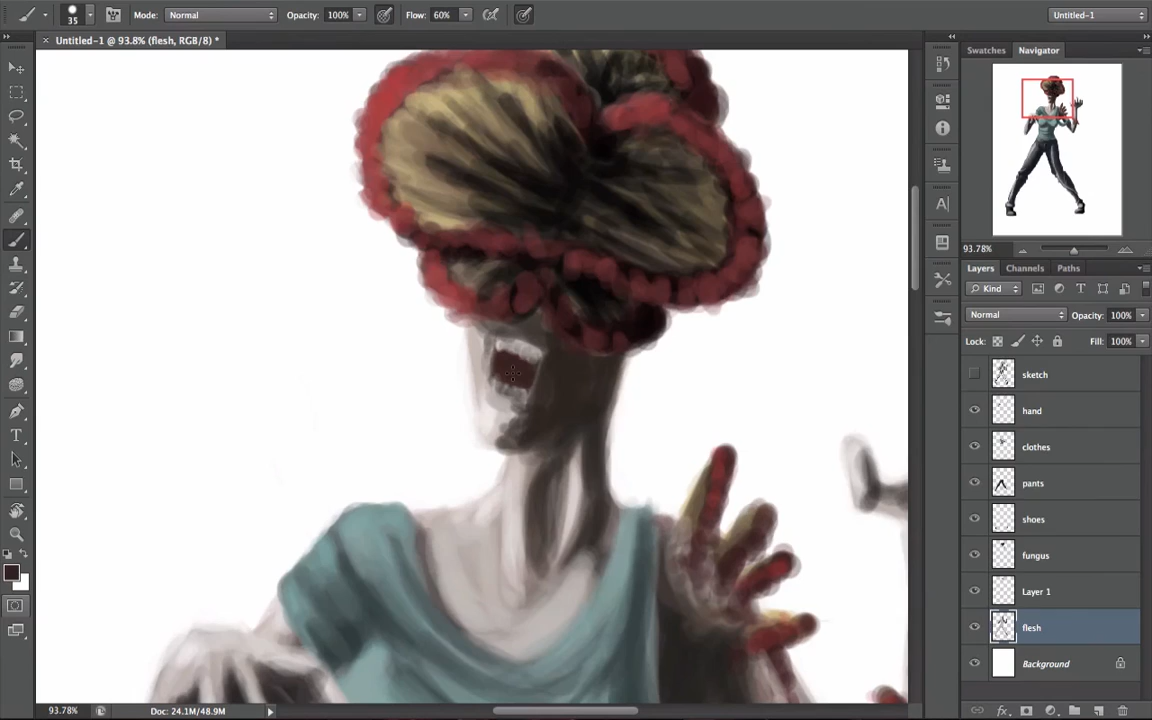 35
Mode: Normal
Opacity: 100%
Flow: 60%
Untitled-1
× Untitled-1 @ 93.8% (flesh, RGB/8) *
Swatches
Navigator
93.78%
Layers
Channels
Paths
Kind
Normal
Opacity: 100%
Lock:
Fill: 100%
sketch
hand
clothes
pants
shoes
fungus
Layer 1
flesh
Background
93.78%
Doc: 24.1M/48.9M